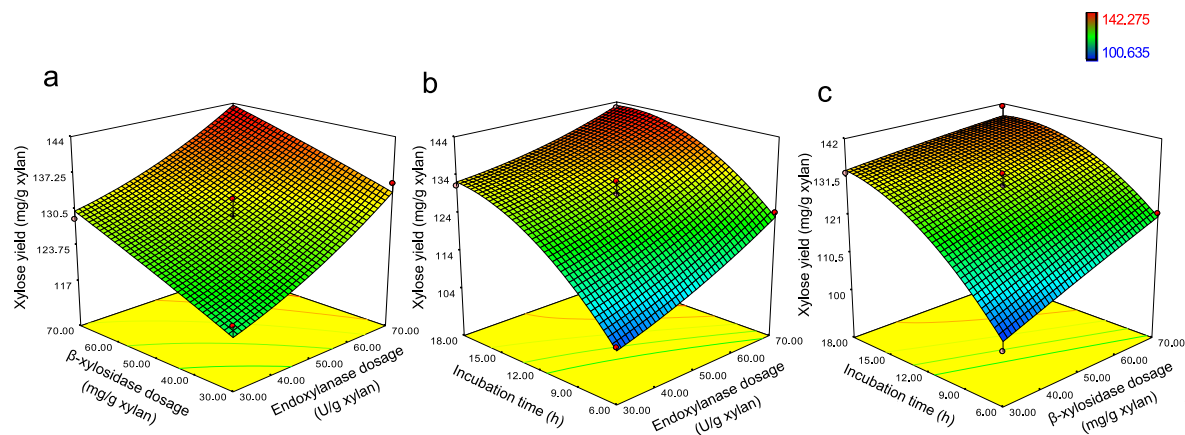 142.275
100.635
a
Xylose yield (mg/g xylan)
144
137.25
130.5
123.75
117
70.00
60.00
50.00
40.00
30.00
β-xylosidase dosage
(mg/g xylan)
30.00
40.00
50.00
60.00
70.00
Endoxylanase dosage
(U/g xylan)
b
Xylose yield (mg/g xylan)
144
134
124
114
104
18.00
15.00
12.00
9.00
6.00
Incubation time (h)
30.00
40.00
50.00
60.00
70.00
Endoxylanase dosage
(U/g xylan)
c
Xylose yield (mg/g xylan)
142
131.5
121
110.5
100
18.00
15.00
12.00
9.00
6.00
Incubation time (h)
30.00
40.00
50.00
60.00
70.00
β-xylosidase dosage
(mg/g xylan)